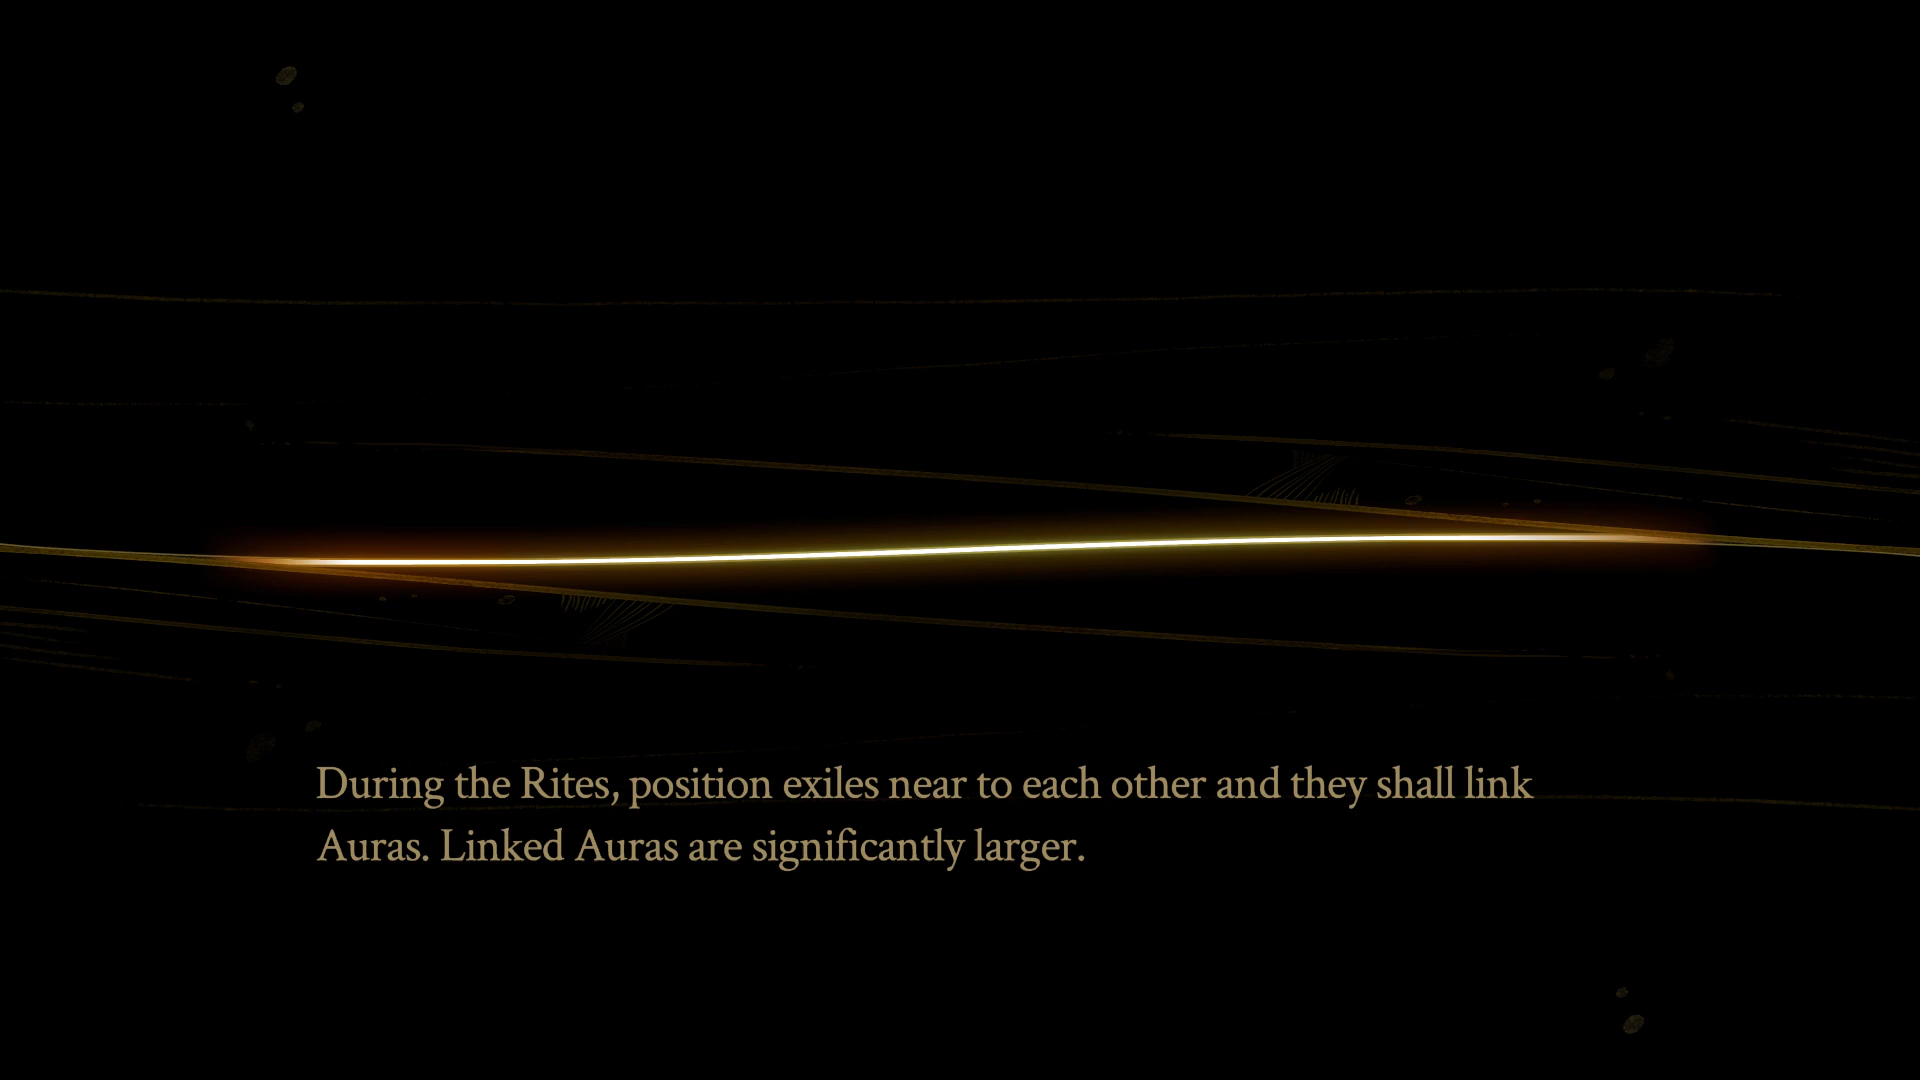 During the Rites, position exiles near to each other and they shall link
Auras. Linked Auras are significantly larger.